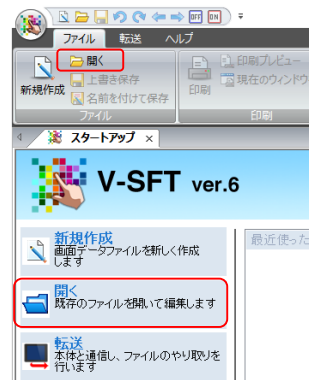 OFF ON
ファイル 転送 ヘルプ
新規作成
開く
上書き保存
名前を付けて保存
ファイル
印刷
印刷プレビュー
現在のウィンドウ
印刷
スタートアップ ×
V-SFT ver.6
新規作成
画面データファイルを新しく作成
します
開く
既存のファイルを開いて編集します
転送
本体と通信し、ファイルのやり取りを
行います
最近使った